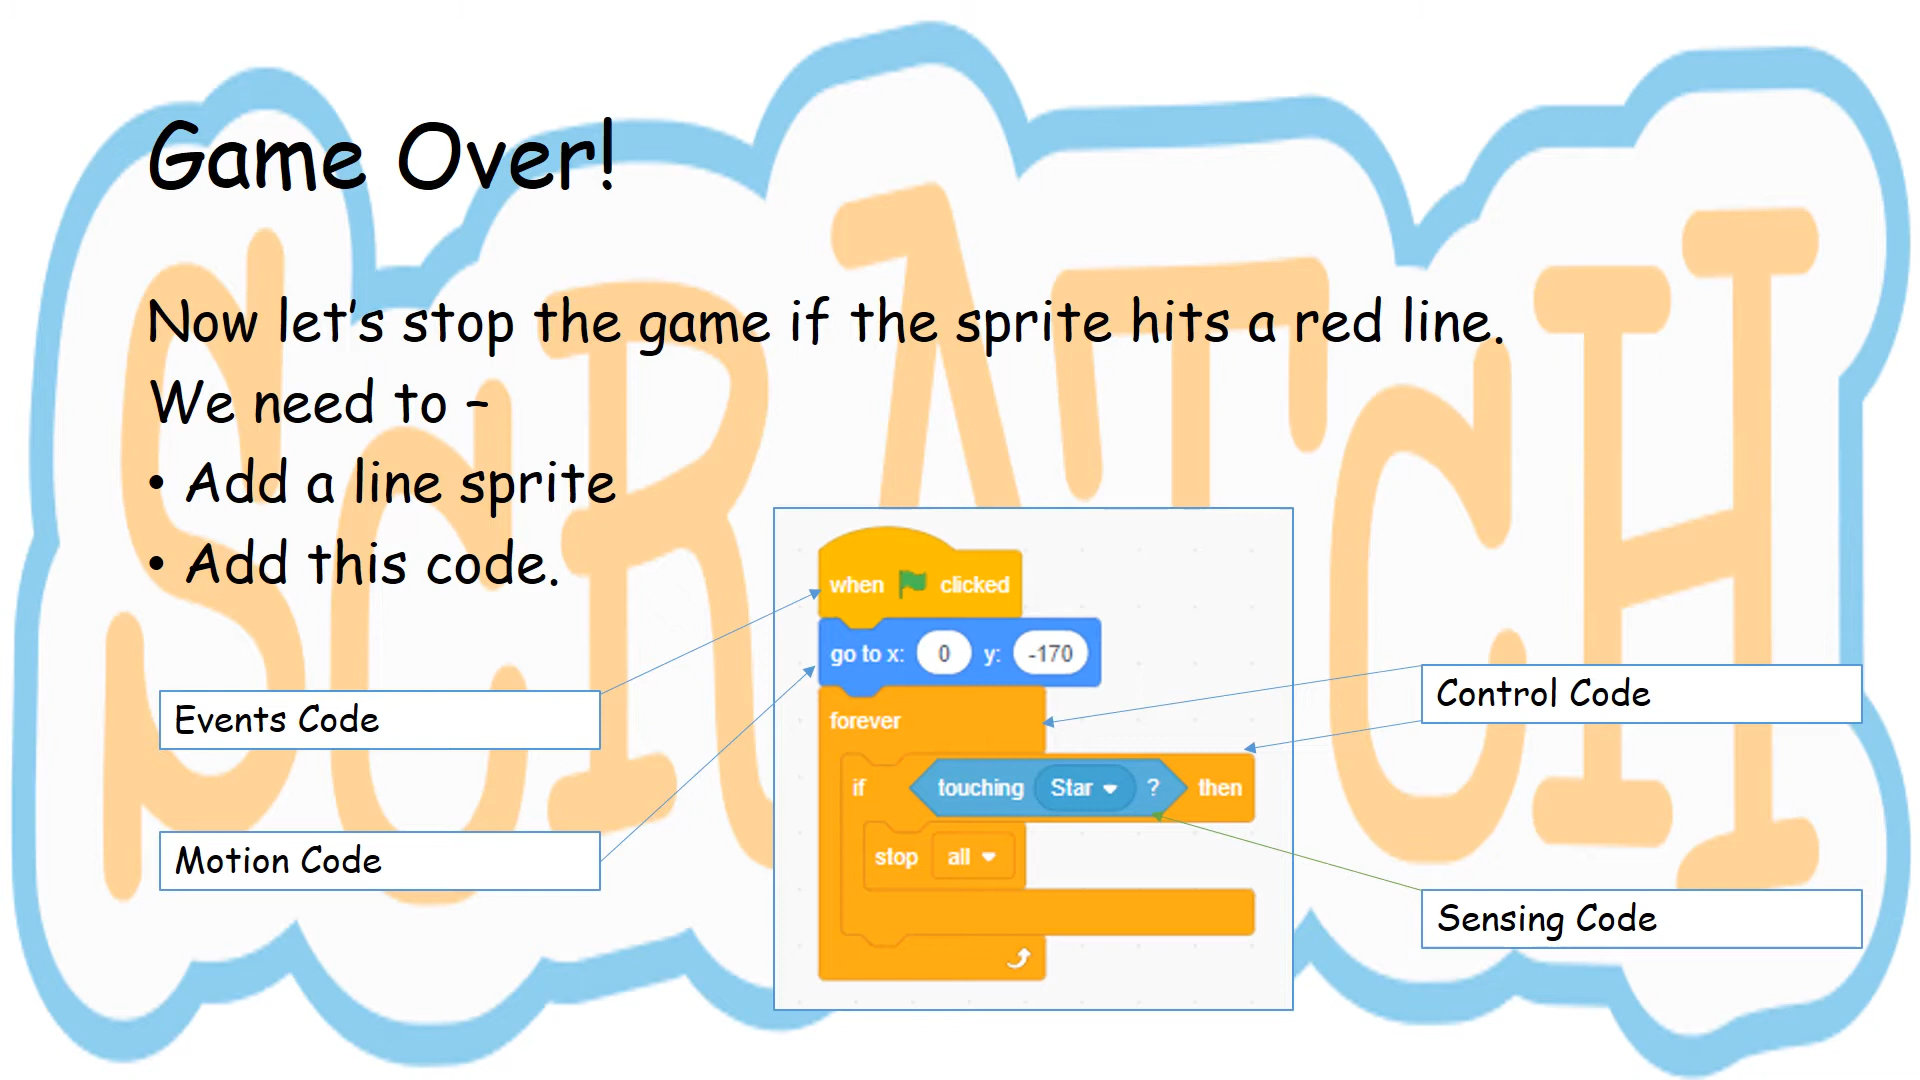 Game Over!
Now let’s stop the game if the sprite hits a red line.
We need to –
• Add a line sprite
• Add this code.
when clicked
go to x: 0 y: -170
forever
if touching Star ? then
stop all
Events Code
Motion Code
Control Code
Sensing Code
SCRATCH